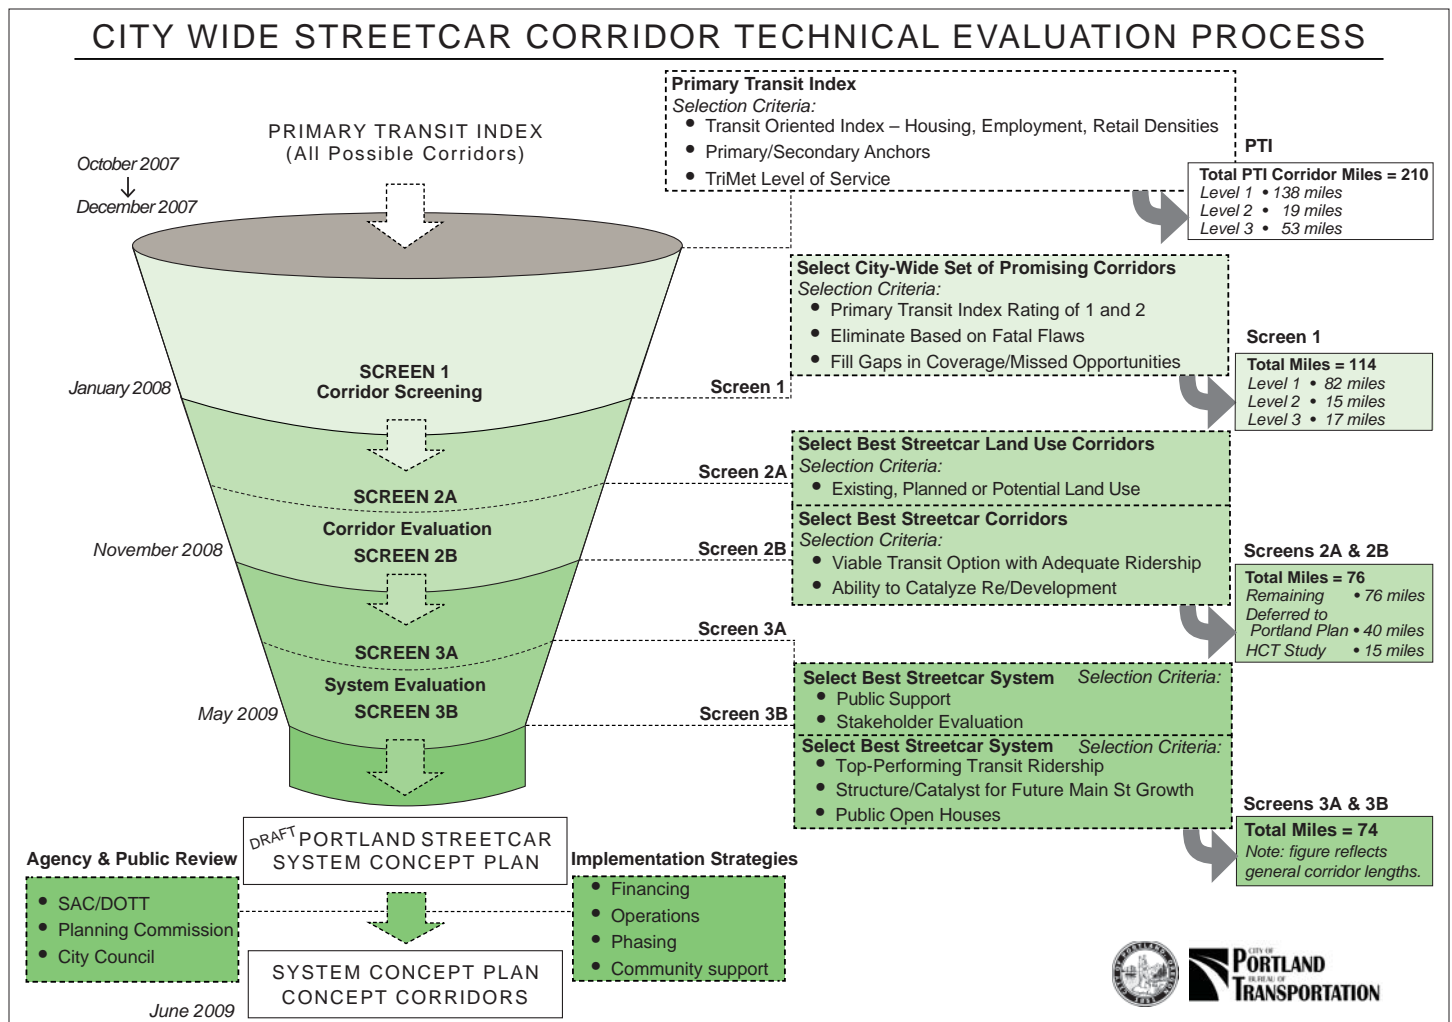 CITY WIDE STREETCAR CORRIDOR TECHNICAL EVALUATION PROCESS
PRIMARY TRANSIT INDEX
(All Possible Corridors)
October 2007
December 2007
Primary Transit Index
Selection Criteria:
• Transit Oriented Index – Housing, Employment, Retail Densities
• Primary/Secondary Anchors
• TriMet Level of Service
PTI
Total PTI Corridor Miles = 210
Level 1 • 138 miles
Level 2 • 19 miles
Level 3 • 53 miles
Select City-Wide Set of Promising Corridors
Selection Criteria:
• Primary Transit Index Rating of 1 and 2
• Eliminate Based on Fatal Flaws
• Fill Gaps in Coverage/Missed Opportunities
Screen 1
Total Miles = 114
Level 1 • 82 miles
Level 2 • 15 miles
Level 3 • 17 miles
SCREEN 1
Corridor Screening
January 2008
Screen 1
Screen 2A
Select Best Streetcar Land Use Corridors
Selection Criteria:
• Existing, Planned or Potential Land Use
SCREEN 2A
Corridor Evaluation
SCREEN 2B
November 2008
Screen 2B
Select Best Streetcar Corridors
Selection Criteria:
• Viable Transit Option with Adequate Ridership
• Ability to Catalyze Re/Development
Screens 2A & 2B
Total Miles = 76
Remaining • 76 miles
Deferred to
Portland Plan • 40 miles
HCT Study • 15 miles
Screen 3A
SCREEN 3A
System Evaluation
SCREEN 3B
May 2009
Screen 3B
Select Best Streetcar System Selection Criteria:
• Public Support
• Stakeholder Evaluation
Select Best Streetcar System Selection Criteria:
• Top-Performing Transit Ridership
• Structure/Catalyst for Future Main St Growth
• Public Open Houses
Screens 3A & 3B
Total Miles = 74
Note: figure reflects
general corridor lengths.
DRAFT PORTLAND STREETCAR
SYSTEM CONCEPT PLAN
Agency & Public Review
• SAC/DOTT
• Planning Commission
• City Council
Implementation Strategies
• Financing
• Operations
• Phasing
• Community support
SYSTEM CONCEPT PLAN
CONCEPT CORRIDORS
June 2009
CITY OF PORTLAND, OREGON
1851
CITY OF
PORTLAND
BUREAU OF
TRANSPORTATION